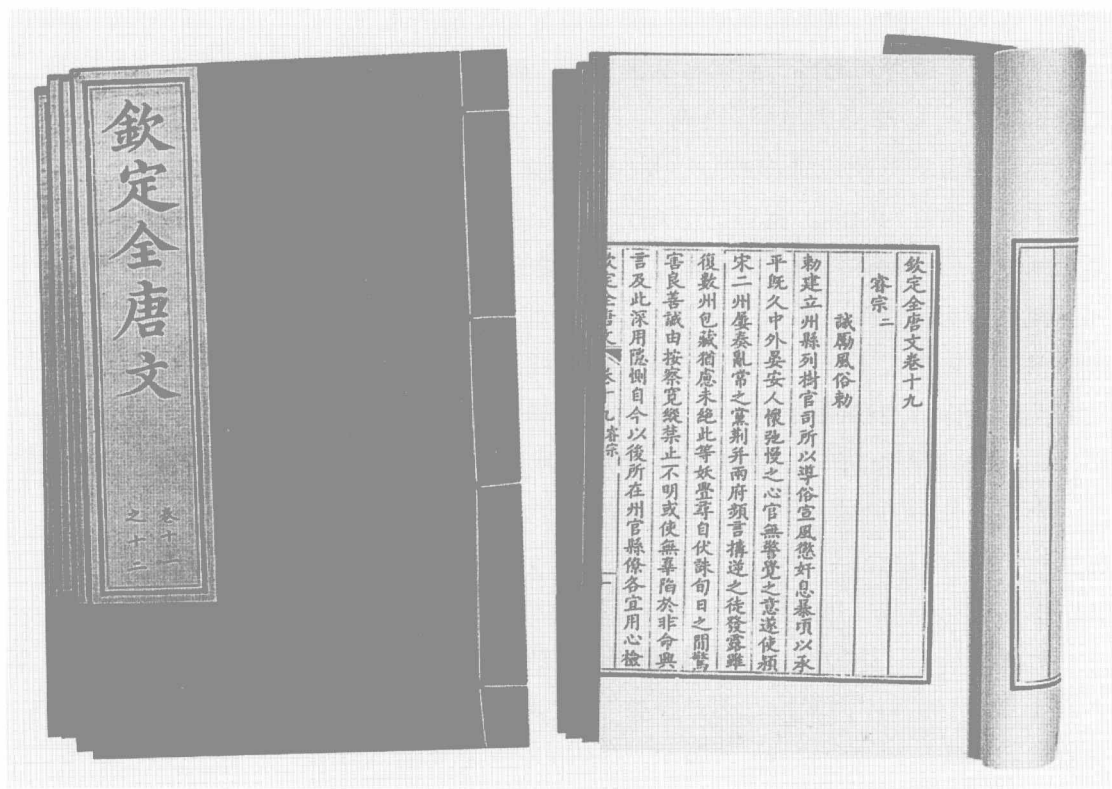 欽定全唐文
卷十一
之十二
欽定全唐文卷十九
睿宗二
誡勵風俗勅
勅建立州縣列樹官司所以導俗宣風懲奸息暴頃以承
平既久中外晏安人懷弛慢之心官無警覺之意遂使潁
宋二州屢奏亂常之黨荆并兩府頻言搆逆之徒發露雖
復數州包藏猶慮未絶此等妖舋尋自伏誅旬日之間驚
害良善誠由按察寬縱禁止不明或使無辜陷於非命興
言及此深用隱惻自今以後所在州官縣僚各宜用心檢
欽定全唐文 卷十九 睿宗 一